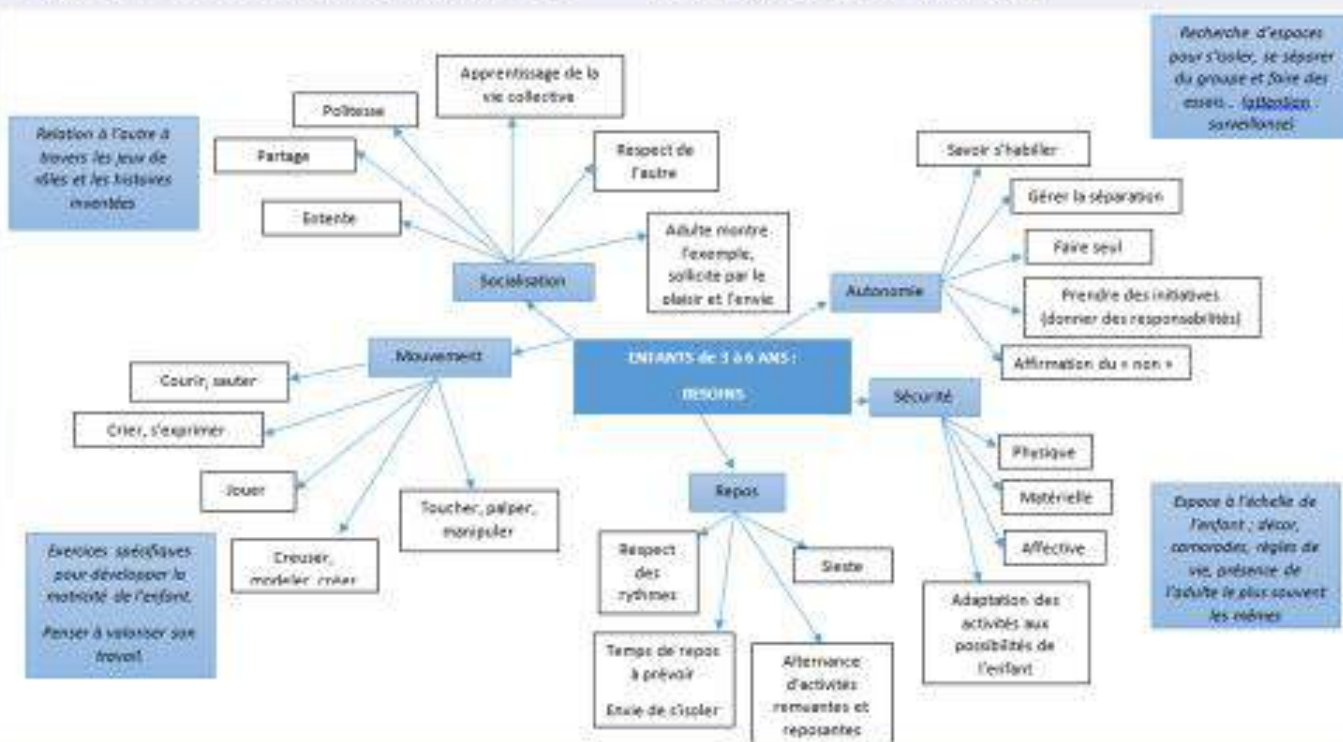 Recherche d'espaces
pour s'isoler, se séparer
du groupe et faire des
essais... (attention
surveillance)
Apprentissage de la
vie collective
Politesse
Relation à l'autre à
travers les jeux de
rôles et les histoires
inventées
Partage
Respect de
l'autre
Savoir s'habiller
Gérer la séparation
Entente
Adulte montre
l'exemple,
sollicite par le
plaisir et l'envie
Faire seul
Socialisation
Autonomie
Prendre des initiatives
(donner des responsabilités)
Mouvement
ENFANTS de 3 à 6 ANS :
BESOINS
Affirmation du « non »
Courir, sauter
Sécurité
Crier, s'exprimer
Physique
Jouer
Repos
Matérielle
Toucher, palper,
manipuler
Espace à l'échelle de
l'enfant : décor,
camarades, règles de
vie, présence de
l'adulte le plus souvent
les mêmes
Exercices spécifiques
pour développer la
motricité de l'enfant.
Penser à valoriser son
travail.
Creuser,
modeler, créer
Respect
des
rythmes
Sieste
Affective
Adaptation des
activités aux
possibilités de
l'enfant
Temps de repos
à prévoir
Envie de s'isoler
Alternance
d'activités
remuantes et
reposantes